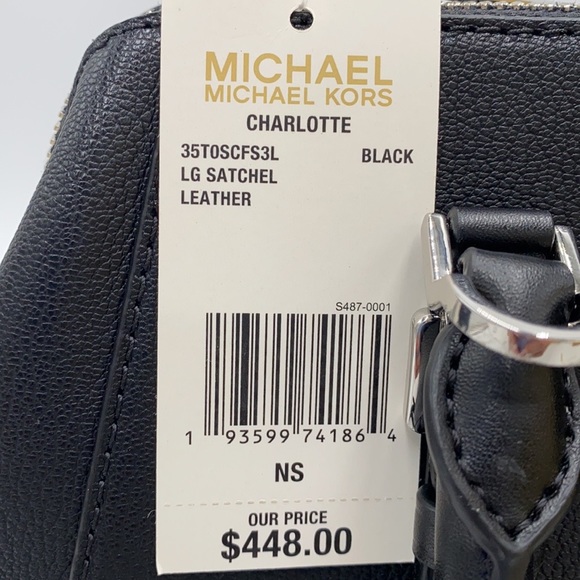 MICHAEL
MICHAEL KORS
CHARLOTTE
35T0SCFS3L BLACK
LG SATCHEL
LEATHER
S487-0001
1 93599 74186 4
NS
OUR PRICE
$448.00